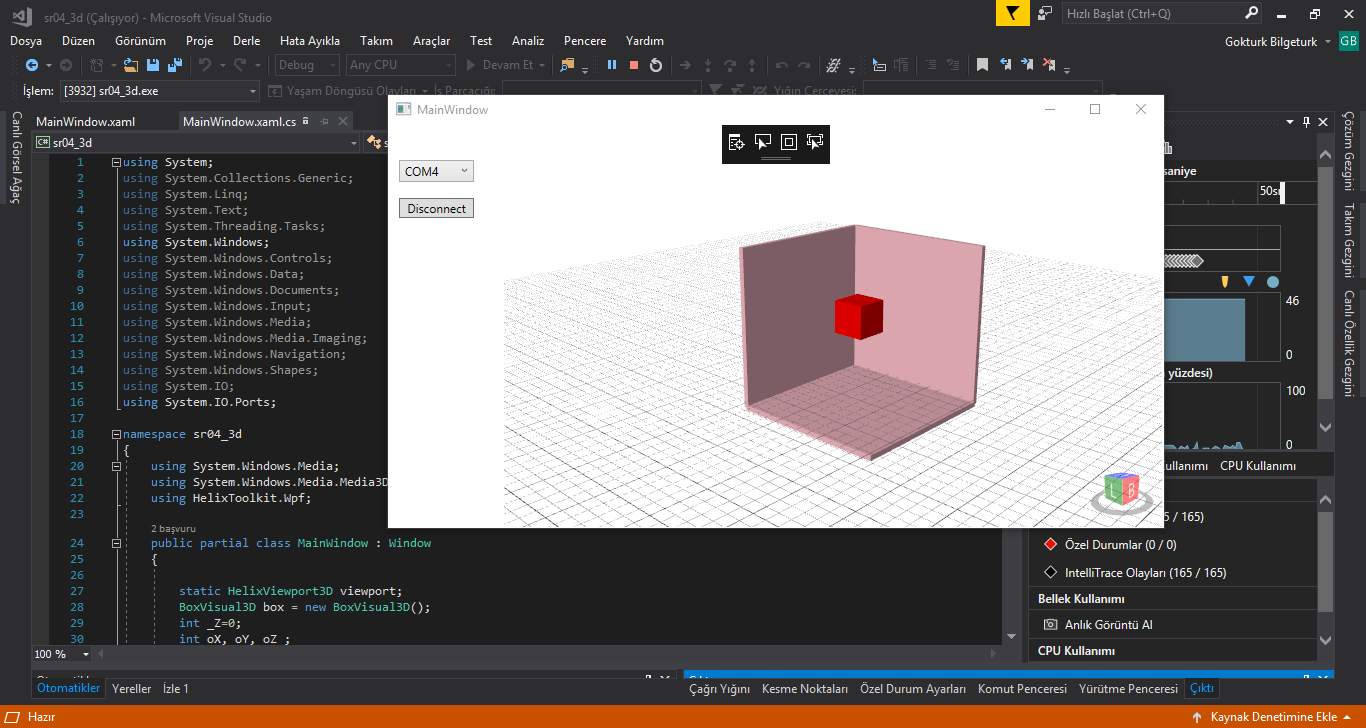 sr04_3d (Çalışıyor) - Microsoft Visual Studio
Hızlı Başlat (Ctrl+Q)
Dosya Düzen Görünüm Proje Derle Hata Ayıkla Takım Araçlar Test Analiz Pencere Yardım
Gokturk Bilgeturk GB
Debug Any CPU Devam Et
İşlem: [3932] sr04_3d.exe Yaşam Döngüsü Olayları İş Parçacığı: Yığın Çerçevesi:
MainWindow
COM4
Disconnect
L B
Canlı Görsel Ağaç
MainWindow.xaml MainWindow.xaml.cs
C# sr04_3d
1 using System;
2 using System.Collections.Generic;
3 using System.Linq;
4 using System.Text;
5 using System.Threading.Tasks;
6 using System.Windows;
7 using System.Windows.Controls;
8 using System.Windows.Data;
9 using System.Windows.Documents;
10 using System.Windows.Input;
11 using System.Windows.Media;
12 using System.Windows.Media.Imaging;
13 using System.Windows.Navigation;
14 using System.Windows.Shapes;
15 using System.IO;
16 using System.IO.Ports;
17
18 namespace sr04_3d
19 {
20 using System.Windows.Media;
21 using System.Windows.Media.Media3D
22 using HelixToolkit.Wpf;
23
2 başvuru
24 public partial class MainWindow : Window
25 {
26
27 static HelixViewport3D viewport;
28 BoxVisual3D box = new BoxVisual3D();
29 int _Z=0;
30 int oX, oY, oZ ;
100 %
saniye
50sn
46
0
yüzdesi)
100
0
Kullanımı CPU Kullanımı
5 / 165)
Özel Durumlar (0 / 0)
IntelliTrace Olayları (165 / 165)
Bellek Kullanımı
Anlık Görüntü Al
CPU Kullanımı
Çözüm Gezgini
Takım Gezgini
Canlı Özellik Gezgini
Otomatikler
Otomatikler Yereller İzle 1
Çağrı Yığını Kesme Noktaları Özel Durum Ayarları Komut Penceresi Yürütme Penceresi Çıktı
Hazır
Kaynak Denetimine Ekle